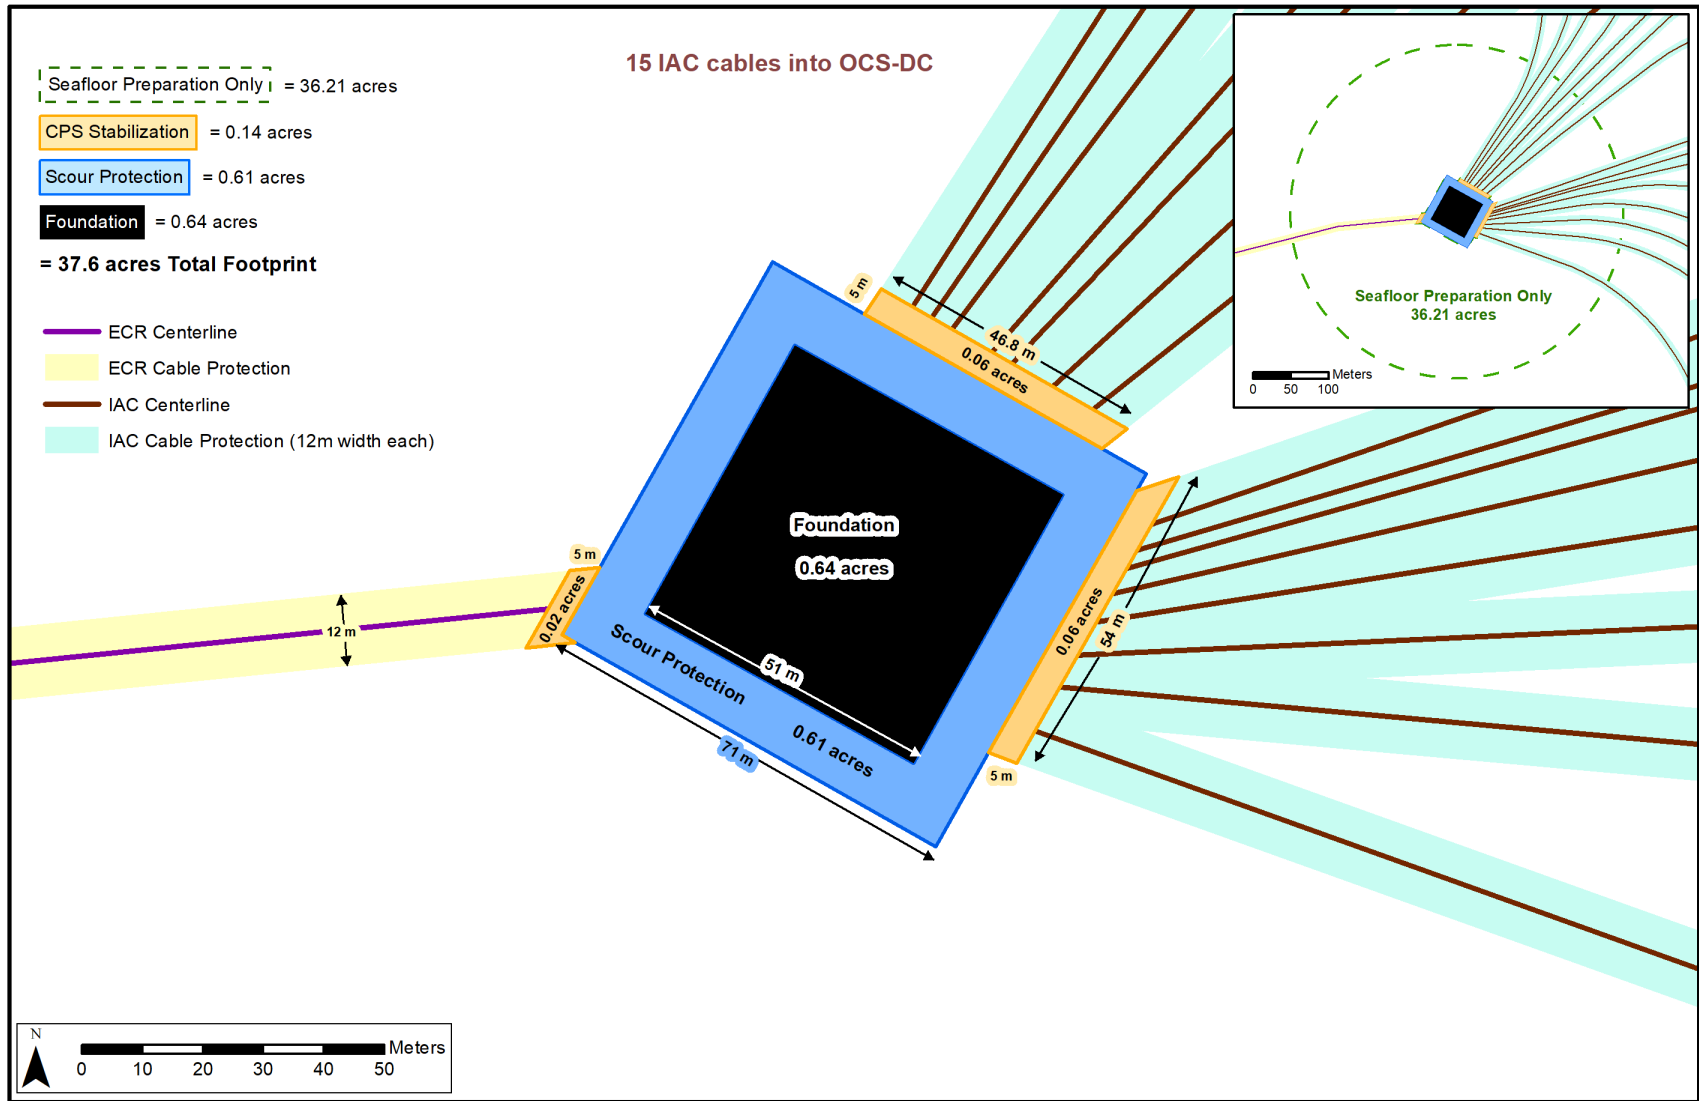 15 IAC cables into OCS-DC
Seafloor Preparation Only = 36.21 acres
CPS Stabilization = 0.14 acres
Scour Protection = 0.61 acres
Foundation = 0.64 acres
= 37.6 acres Total Footprint
ECR Centerline
ECR Cable Protection
IAC Centerline
IAC Cable Protection (12m width each)
Seafloor Preparation Only
36.21 acres
Meters
0 50 100
5 m
46.8 m
0.06 acres
Foundation
0.64 acres
5 m
0.02 acres
12 m
0.06 acres
54 m
Scour Protection
0.61 acres
51 m
71 m
5 m
N
Meters
0 10 20 30 40 50